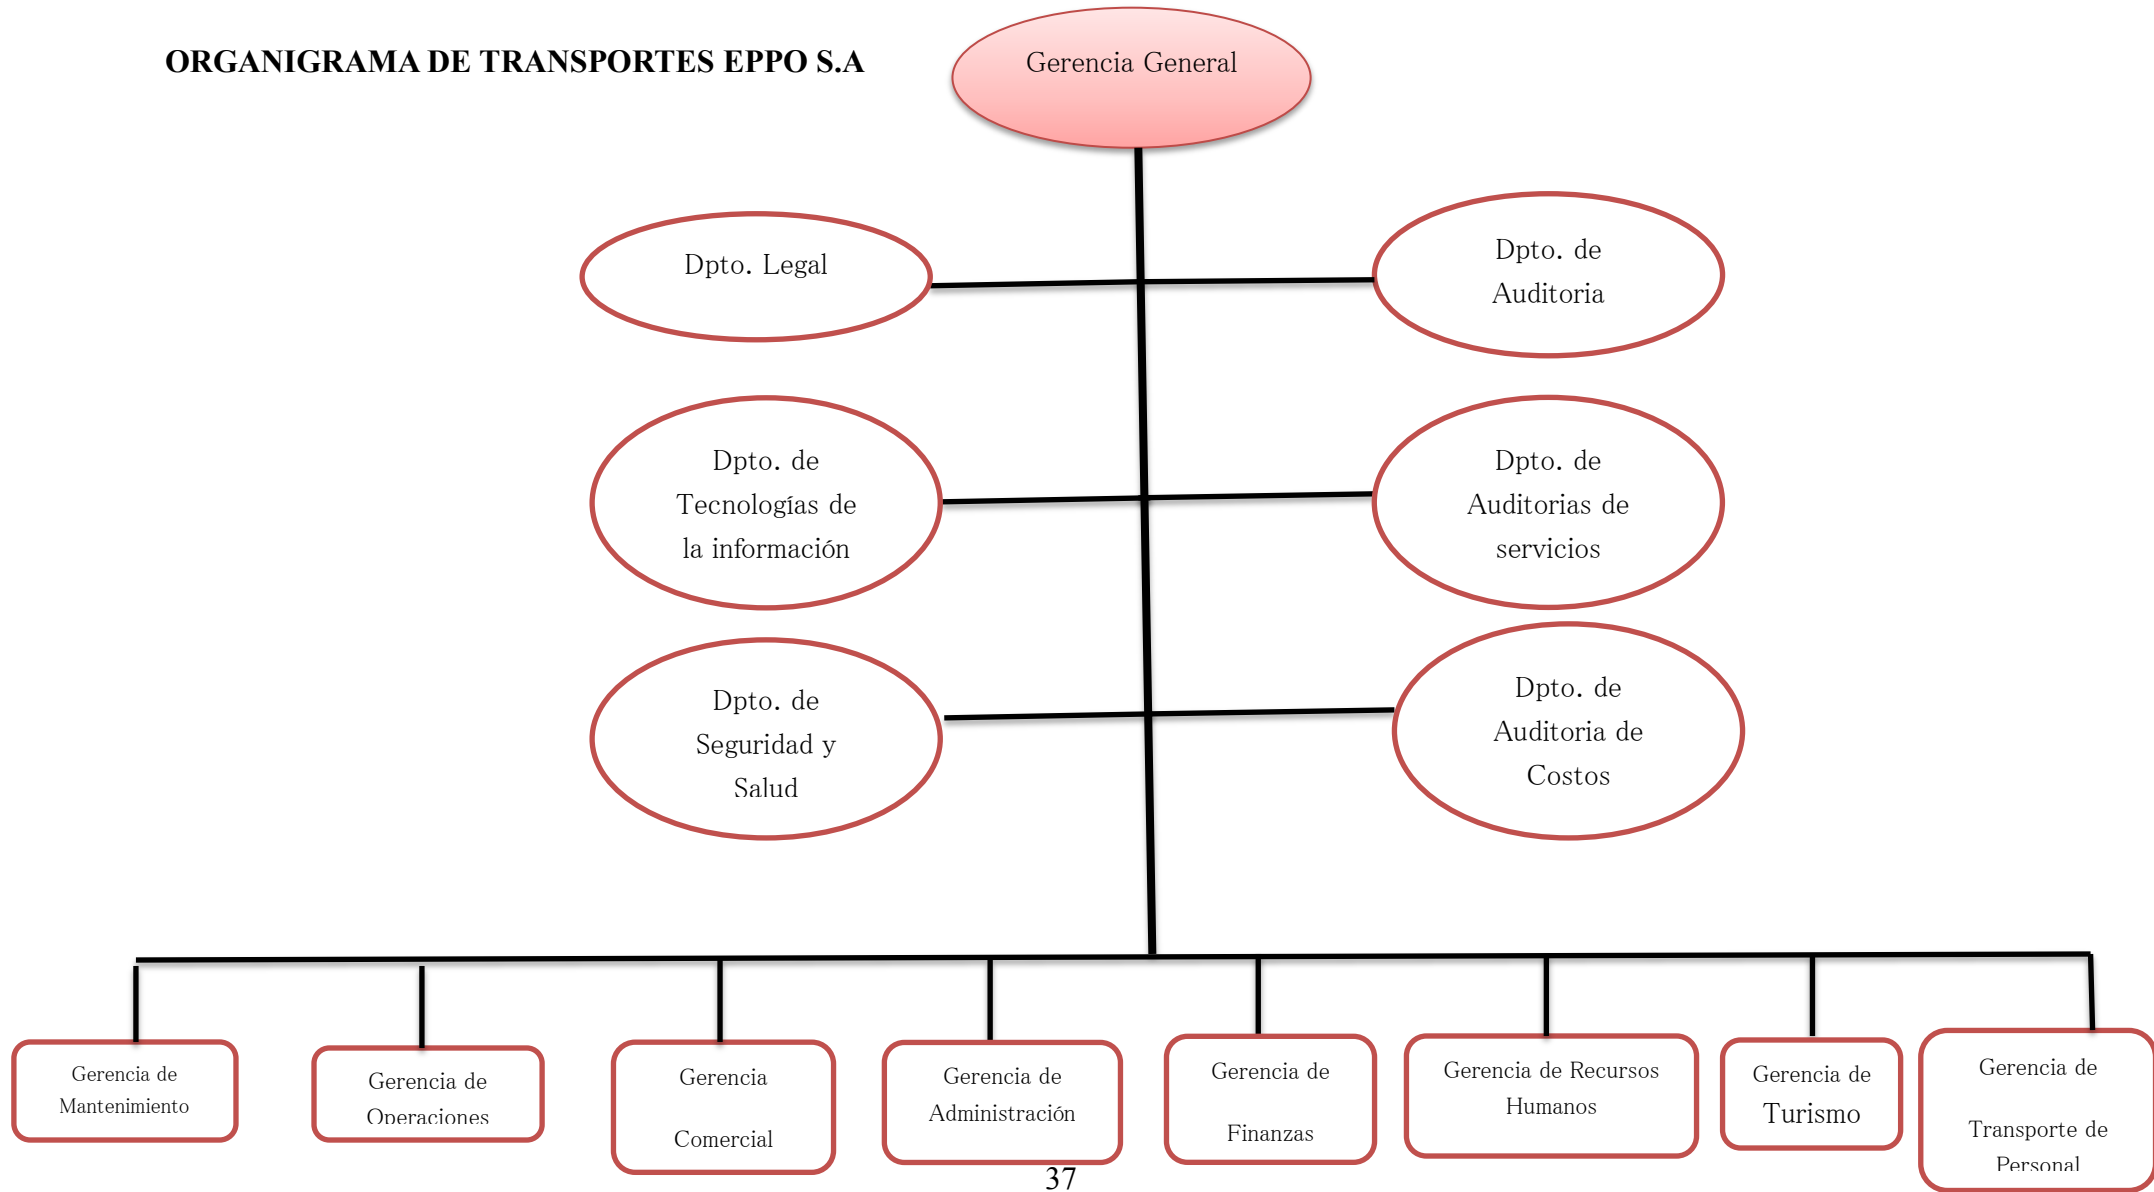 ORGANIGRAMA DE TRANSPORTES EPPO S.A
Gerencia General
Dpto. Legal
Dpto. de
Auditoria
Dpto. de
Tecnologías de
la información
Dpto. de
Auditorias de
servicios
Dpto. de
Seguridad y
Salud
Dpto. de
Auditoria de
Costos
Gerencia de
Mantenimiento
Gerencia de
Operaciones
Gerencia
Comercial
Gerencia de
Administración
Gerencia de
Finanzas
Gerencia de Recursos
Humanos
Gerencia de
Turismo
Gerencia de
Transporte de
Personal
37